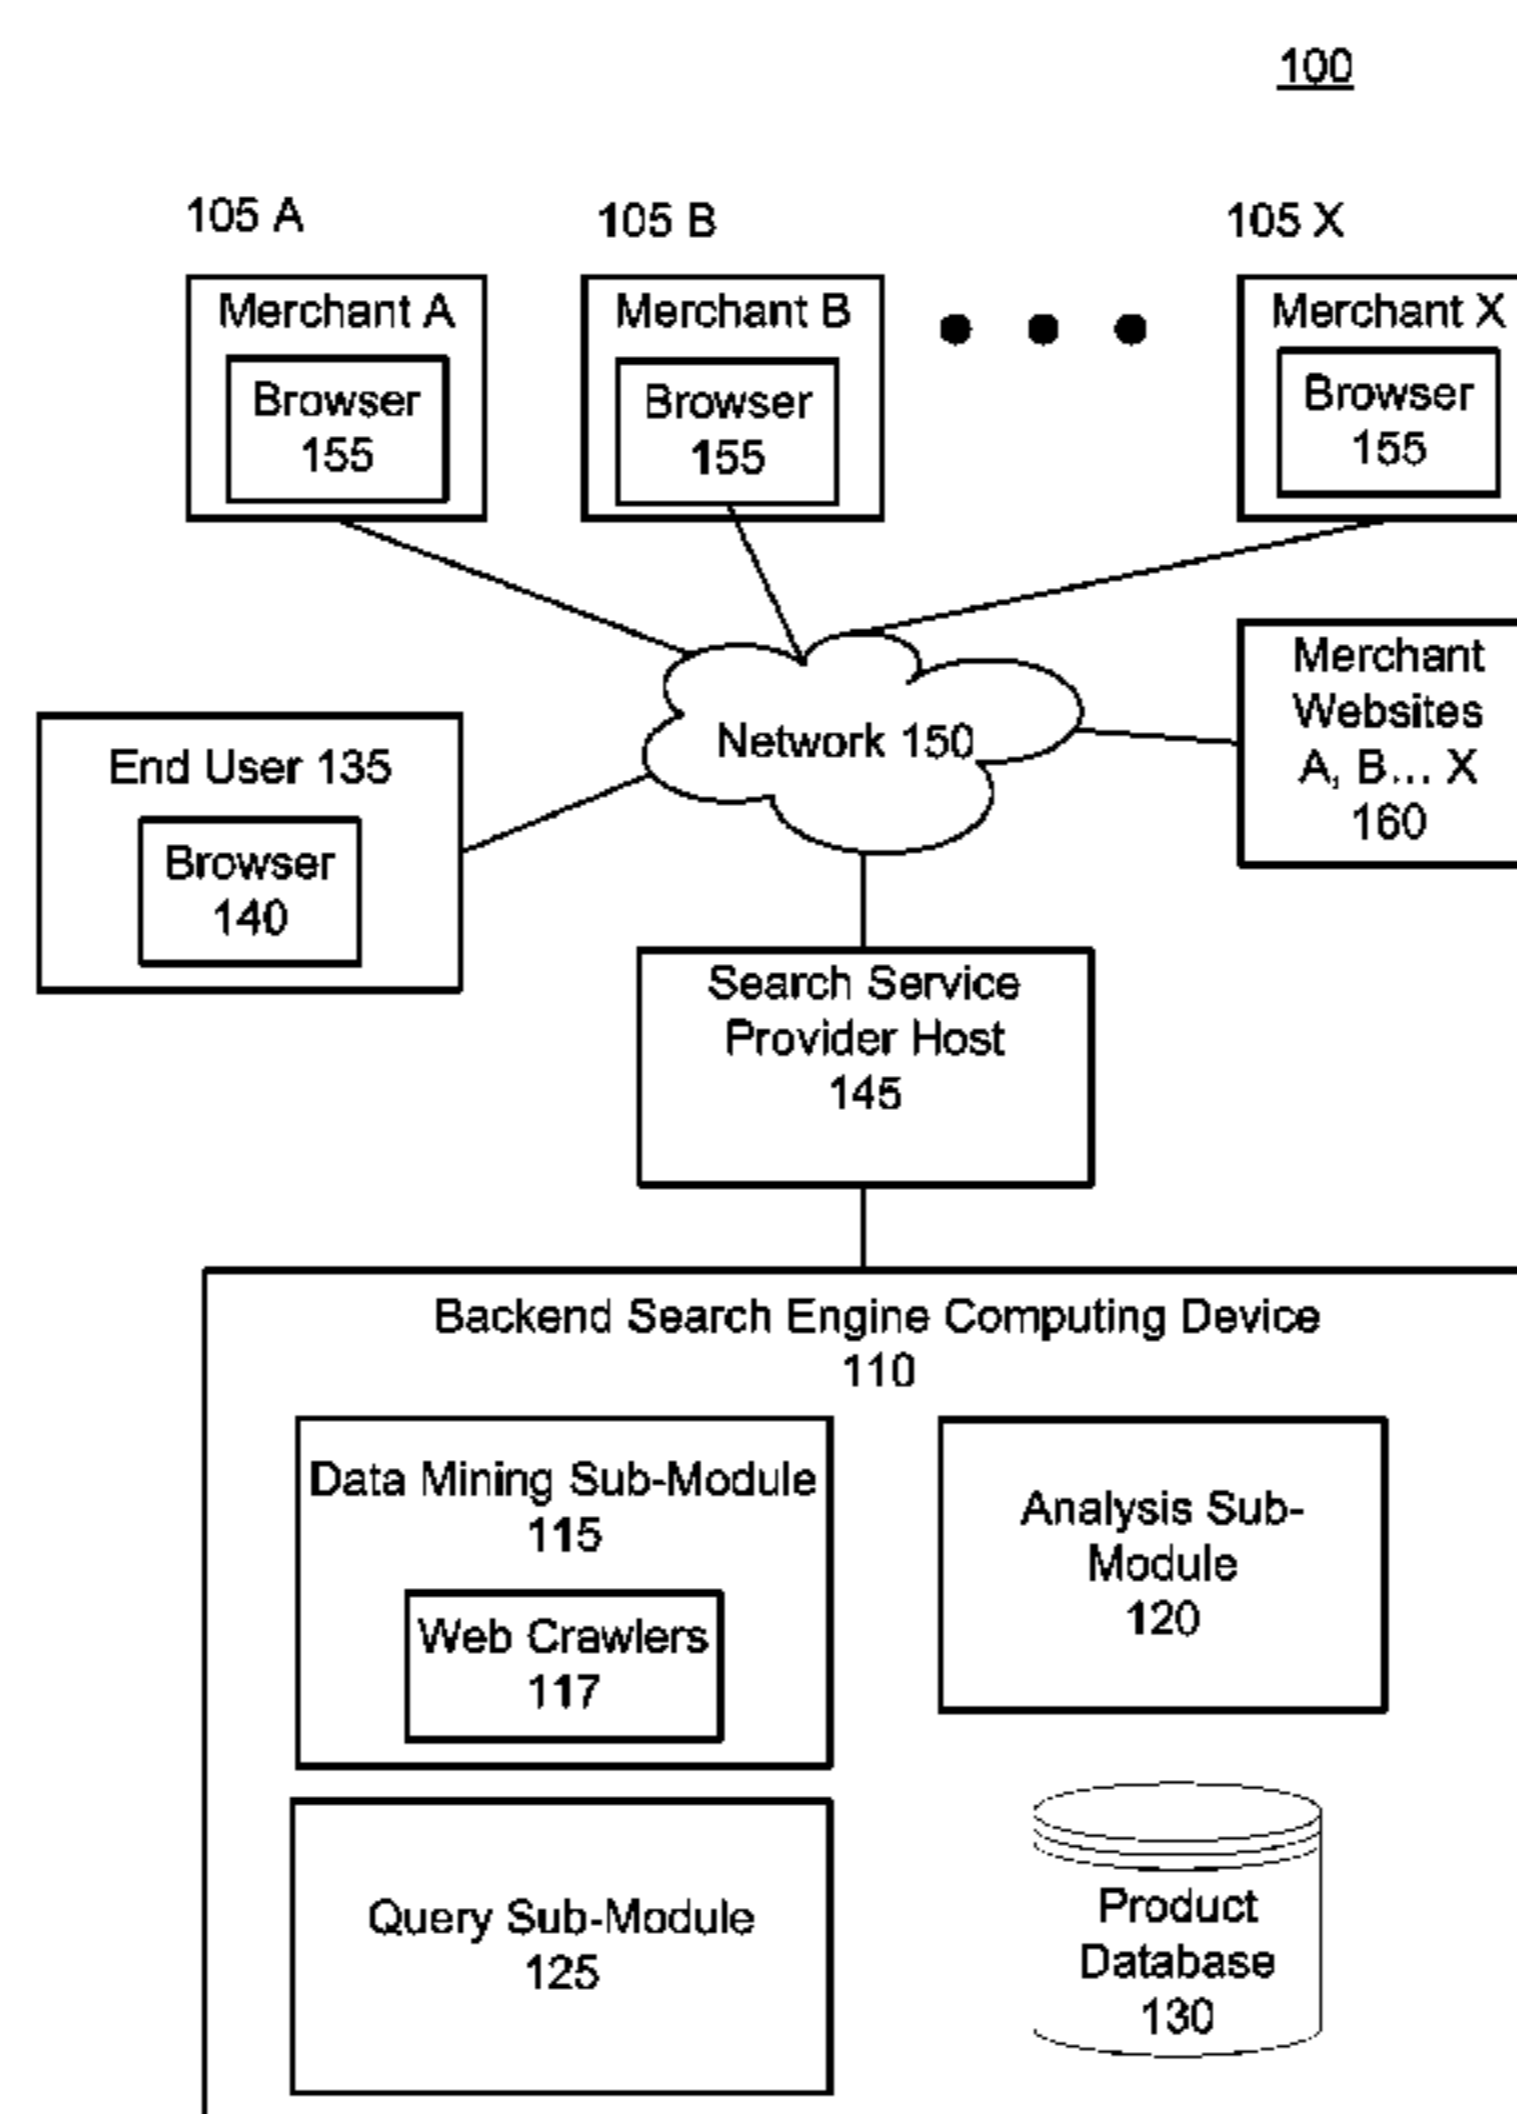 100
105 A
105 B
105 X
Merchant A
Browser
155
Merchant B
Browser
155
Merchant X
Browser
155
Merchant
Websites
A, B... X
160
Network 150
End User 135
Browser
140
Search Service
Provider Host
145
Backend Search Engine Computing Device
110
Data Mining Sub-Module
115
Web Crawlers
117
Analysis Sub-
Module
120
Query Sub-Module
125
Product
Database
130